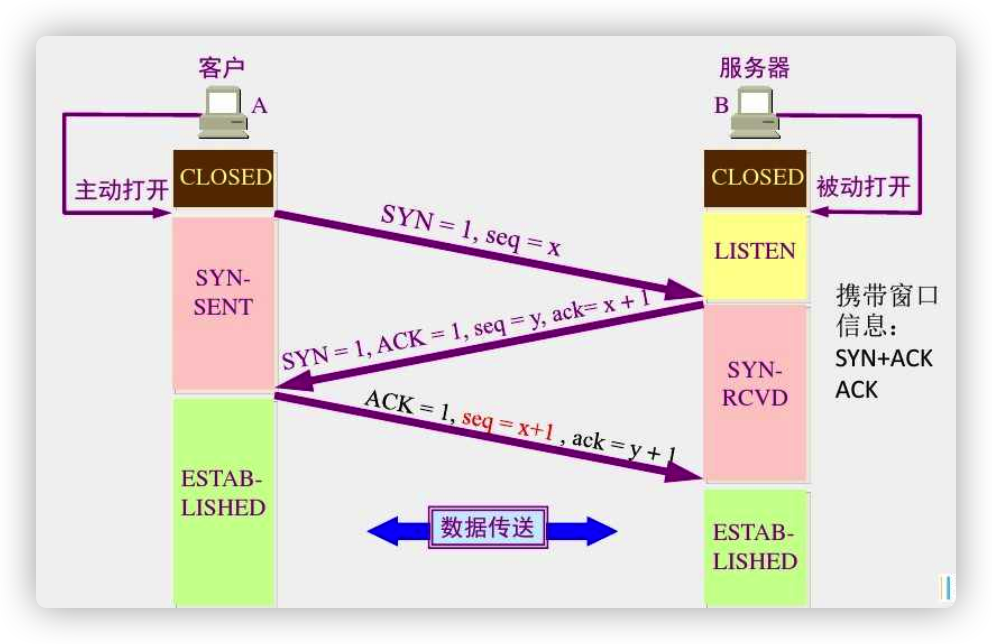 客户
服务器
A
B
CLOSED
CLOSED
主动打开
被动打开
SYN = 1, seq = x
LISTEN
SYN-
SENT
携带窗口
信息：
SYN+ACK
ACK
SYN = 1, ACK = 1, seq = y, ack= x + 1
SYN-
RCVD
ACK = 1, seq = x+1 , ack = y + 1
ESTAB-
LISHED
数据传送
ESTAB-
LISHED